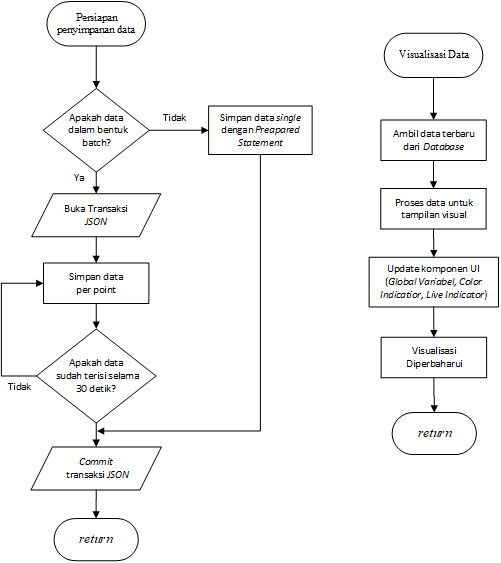 Persiapan
penyimpanan data
Apakah data
dalam bentuk
batch?
Tidak
Simpan data single
dengan Preapared
Statement
Ya
Buka Transaksi
JSON
Simpan data
per point
Apakah data
sudah terisi selama
30 detik?
Tidak
Commit
transaksi JSON
return
Visualisasi Data
Ambil data terbaru
dari Database
Proses data untuk
tampilan visual
Update komponen UI
(Global Variabel, Color
Indicatior, Live Indicator)
Visualisasi
Diperbaharui
return